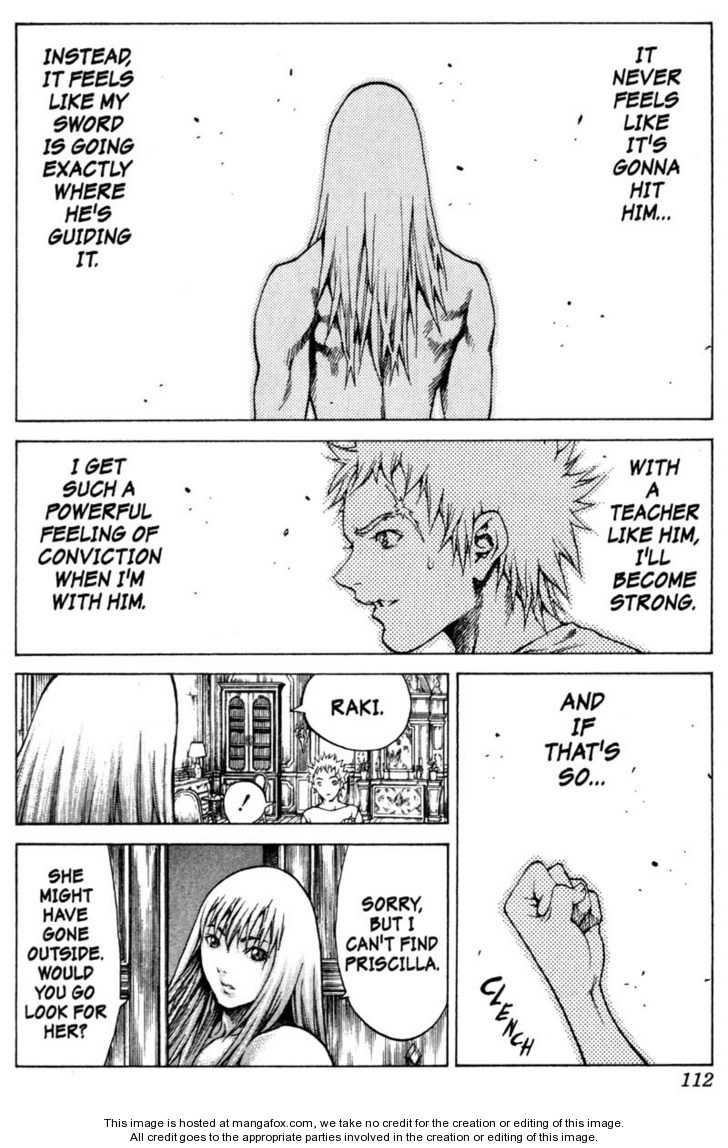 IT
NEVER
FEELS
LIKE
IT'S
GONNA
HIT
HIM...
INSTEAD,
IT FEELS
LIKE MY
SWORD
IS GOING
EXACTLY
WHERE
HE'S
GUIDING
IT.
WITH
A
TEACHER
LIKE HIM,
I'LL
BECOME
STRONG.
I GET
SUCH A
POWERFUL
FEELING OF
CONVICTION
WHEN I'M
WITH HIM.
AND
IF
THAT'S
SO...
CLENCH
RAKI.
!
SORRY,
BUT I
CAN'T FIND
PRISCILLA.
SHE
MIGHT
HAVE
GONE
OUTSIDE.
WOULD
YOU GO
LOOK FOR
HER?
112
This image is hosted at mangafox.com, we take no credit for the creation or editing of this image.
All credit goes to the appropriate parties involved in the creation or editing of this image.